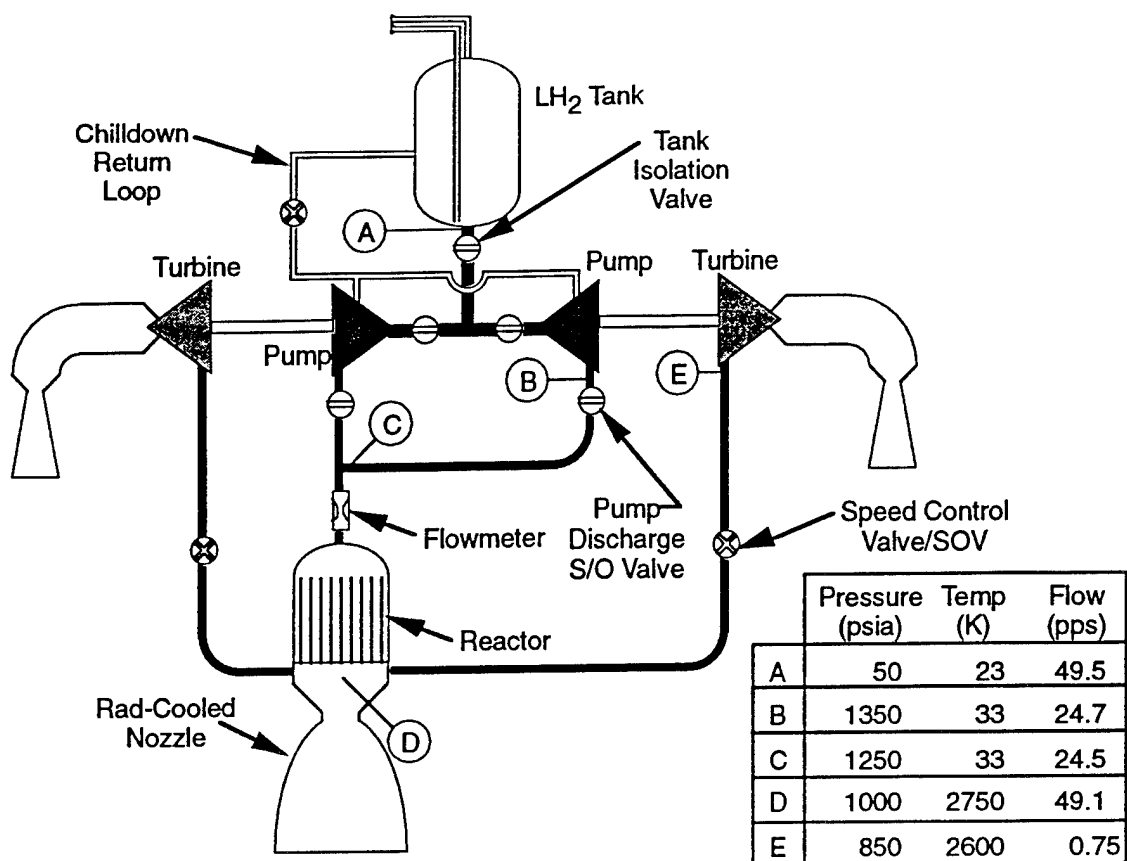 LH2 Tank
Chilldown
Return
Loop
Tank
Isolation
Valve
A
Turbine
Pump
Turbine
Pump
B
E
C
Pump
Discharge
S/O Valve
Flowmeter
Speed Control
Valve/SOV
Reactor
Rad-Cooled
Nozzle
D
Pressure Temp Flow
(psia) (K) (pps)
A 50 23 49.5
B 1350 33 24.7
C 1250 33 24.5
D 1000 2750 49.1
E 850 2600 0.75